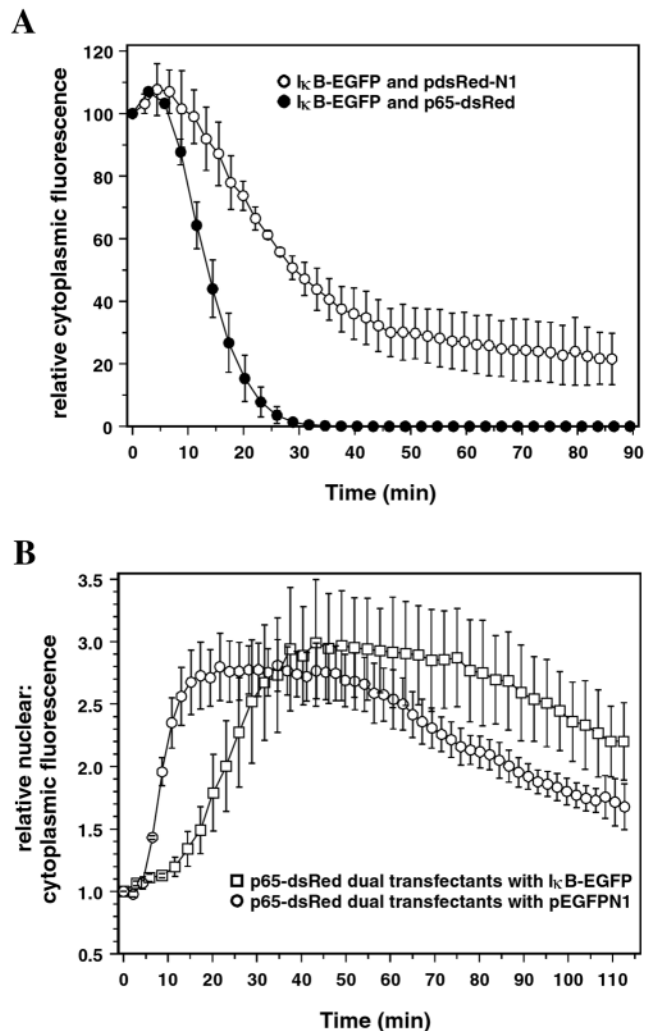 A
120
100
80
60
40
20
0
relative cytoplasmic fluorescence
IκB-EGFP and pdsRed-N1
IκB-EGFP and p65-dsRed
0 10 20 30 40 50 60 70 80 90
Time (min)
B
3.5
3.0
2.5
2.0
1.5
1.0
0.5
relative nuclear:
cytoplasmic fluorescence
p65-dsRed dual transfectants with IκB-EGFP
p65-dsRed dual transfectants with pEGFPN1
0 10 20 30 40 50 60 70 80 90 100 110
Time (min)